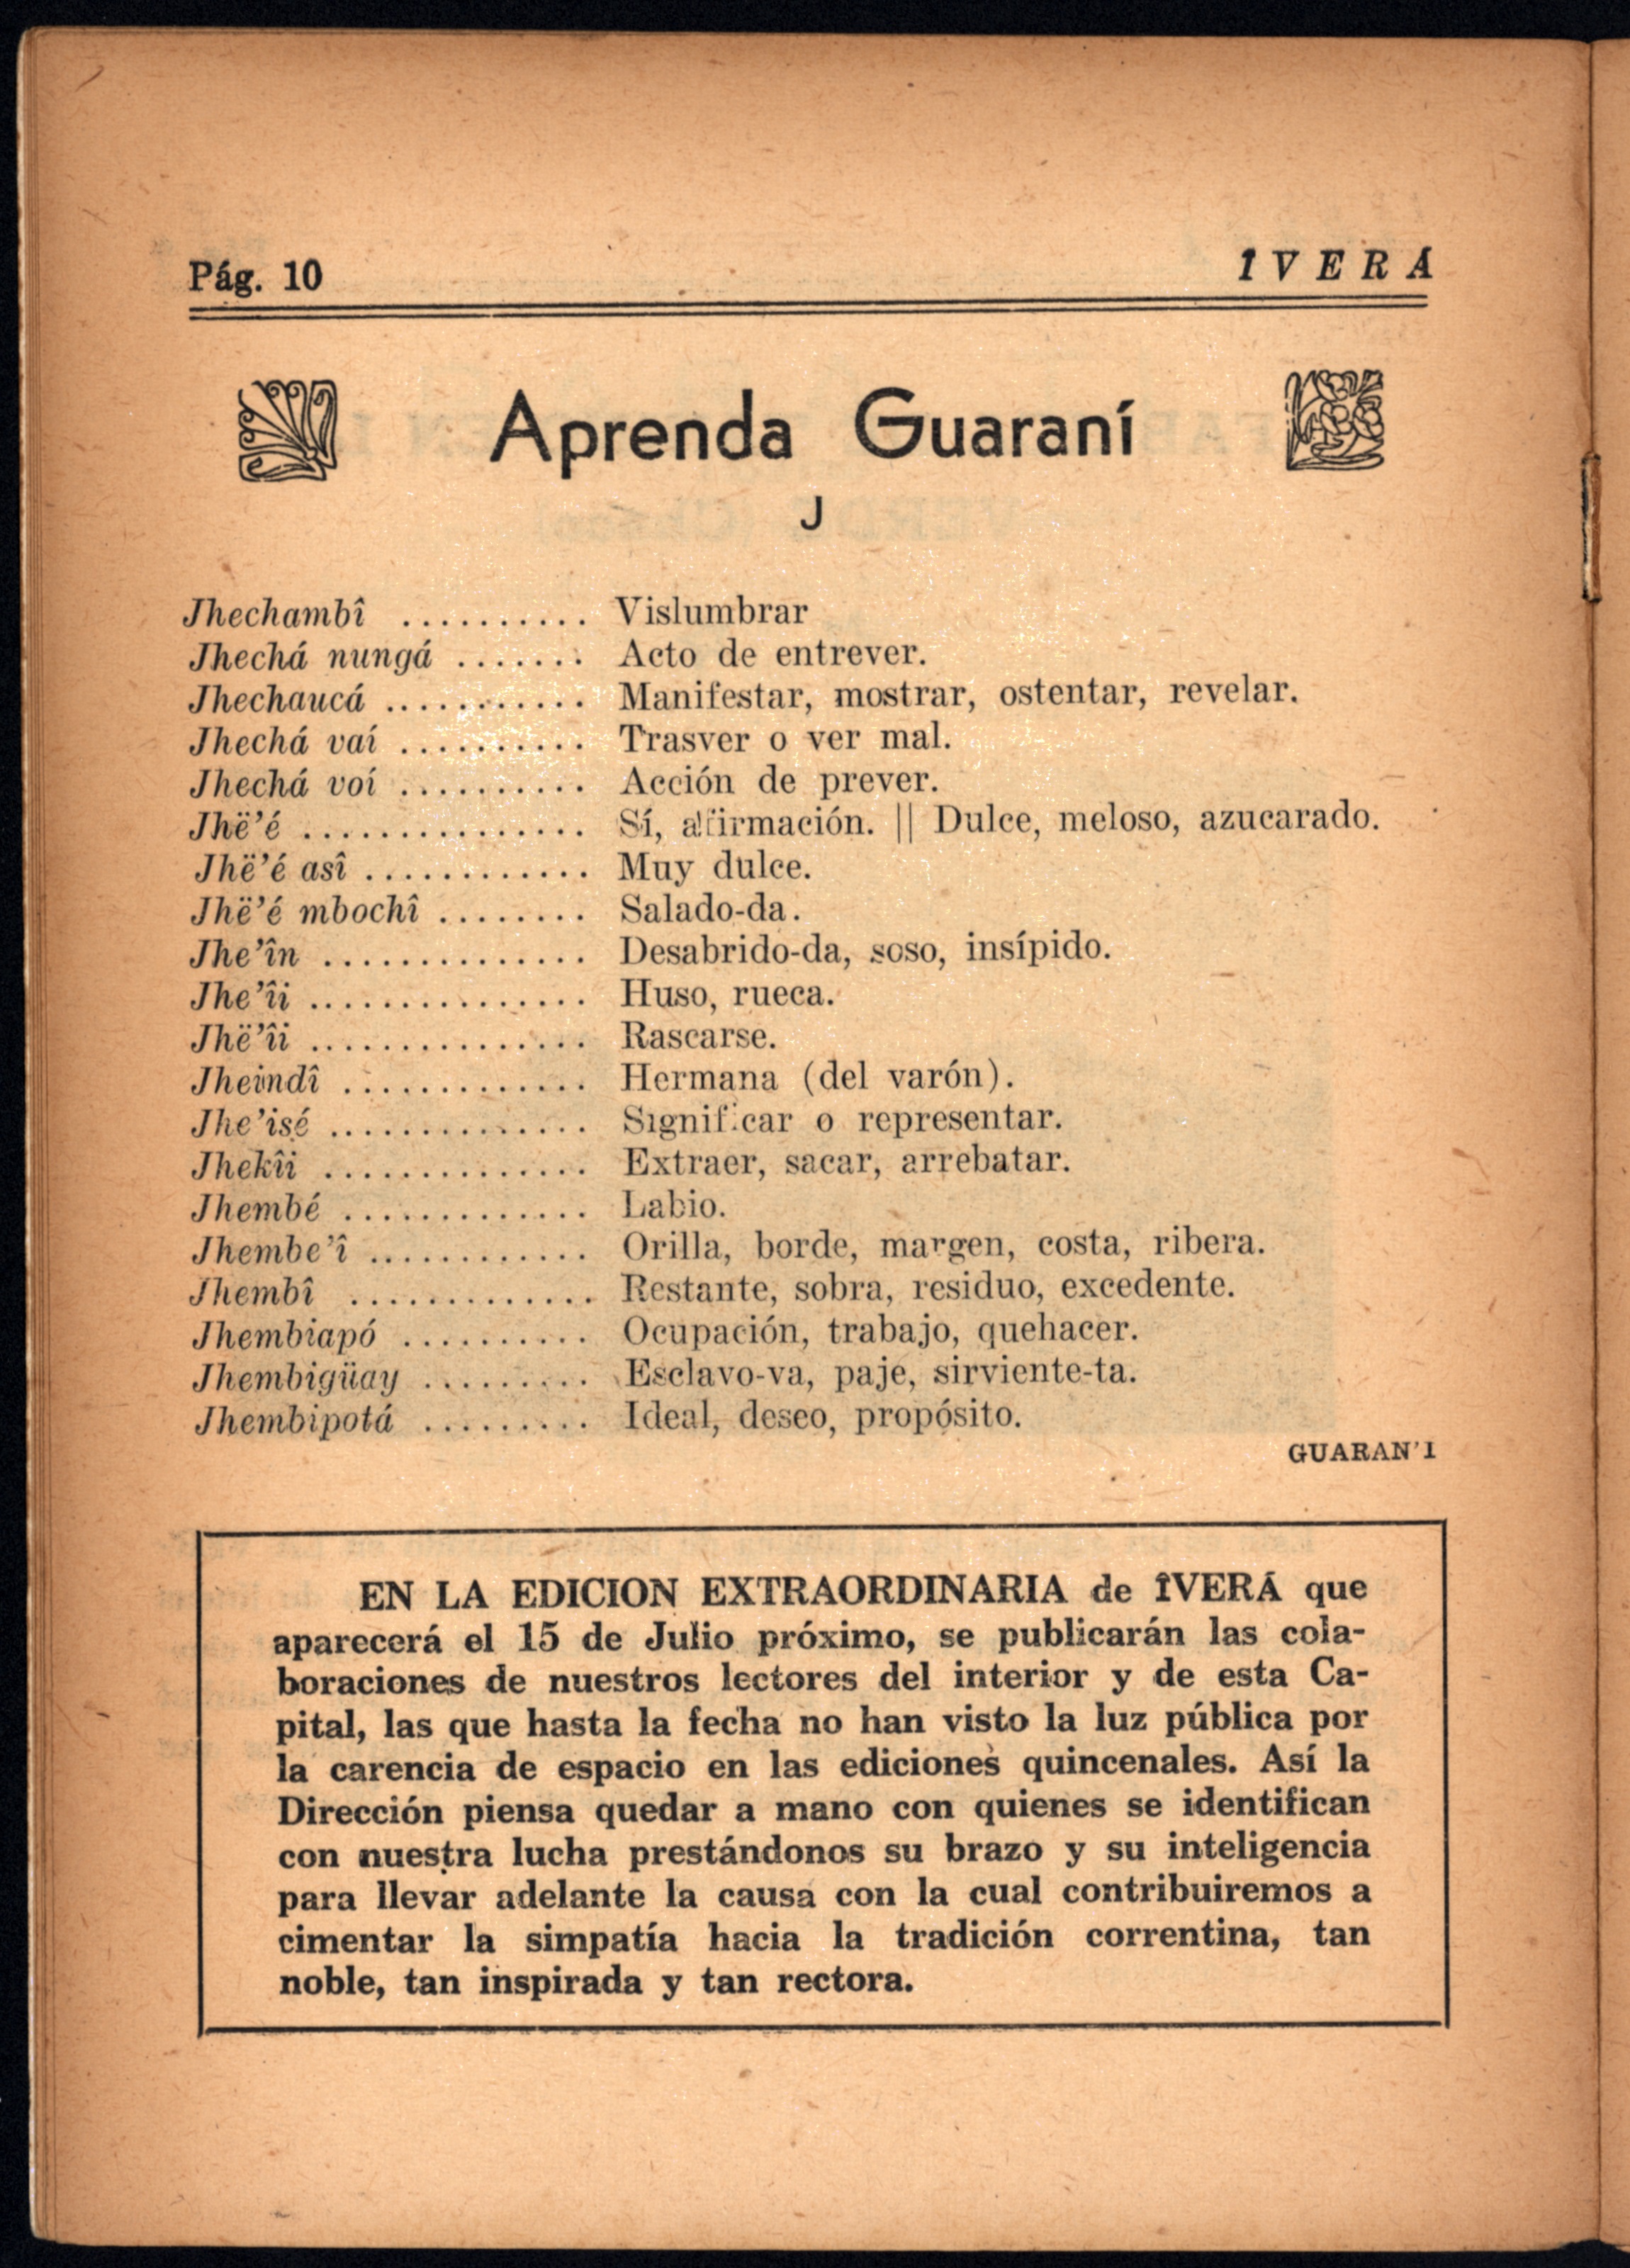 Pág. 10 ÎVERÁ
Aprenda Guaraní
J
Jhechambî .......... Vislumbrar
Jhechá nungá ....... Acto de entrever.
Jhechaucá ........... Manifestar, mostrar, ostentar, revelar.
Jhechá vaí .......... Trasver o ver mal.
Jhechá voí .......... Acción de prever.
Jhë’é ............... Sí, afirmación. || Dulce, meloso, azucarado.
Jhë’é asî ............ Muy dulce.
Jhë’é mbochî ........ Salado-da.
Jhe’în .............. Desabrido-da, soso, insípido.
Jhe’îi ............... Huso, rueca.
Jhë’îi ............... Rascarse.
Jheindî ............. Hermana (del varón).
Jhe’isé .............. Significar o representar.
Jhekîi .............. Extraer, sacar, arrebatar.
Jhembé ............. Labio.
Jhembe’î ............ Orilla, borde, margen, costa, ribera.
Jhembî ............. Restante, sobra, residuo, excedente.
Jhembiapó .......... Ocupación, trabajo, quehacer.
Jhembigüay ......... Esclavo-va, paje, sirviente-ta.
Jhembipotá ......... Ideal, deseo, propósito.
GUARAN’I
EN LA EDICION EXTRAORDINARIA de ÎVERÁ que
aparecerá el 15 de Julio próximo, se publicarán las cola-
boraciones de nuestros lectores del interior y de esta Ca-
pital, las que hasta la fecha no han visto la luz pública por
la carencia de espacio en las ediciones quincenales. Así la
Dirección piensa quedar a mano con quienes se identifican
con nuestra lucha prestándonos su brazo y su inteligencia
para llevar adelante la causa con la cual contribuiremos a
cimentar la simpatía hacia la tradición correntina, tan
noble, tan inspirada y tan rectora.